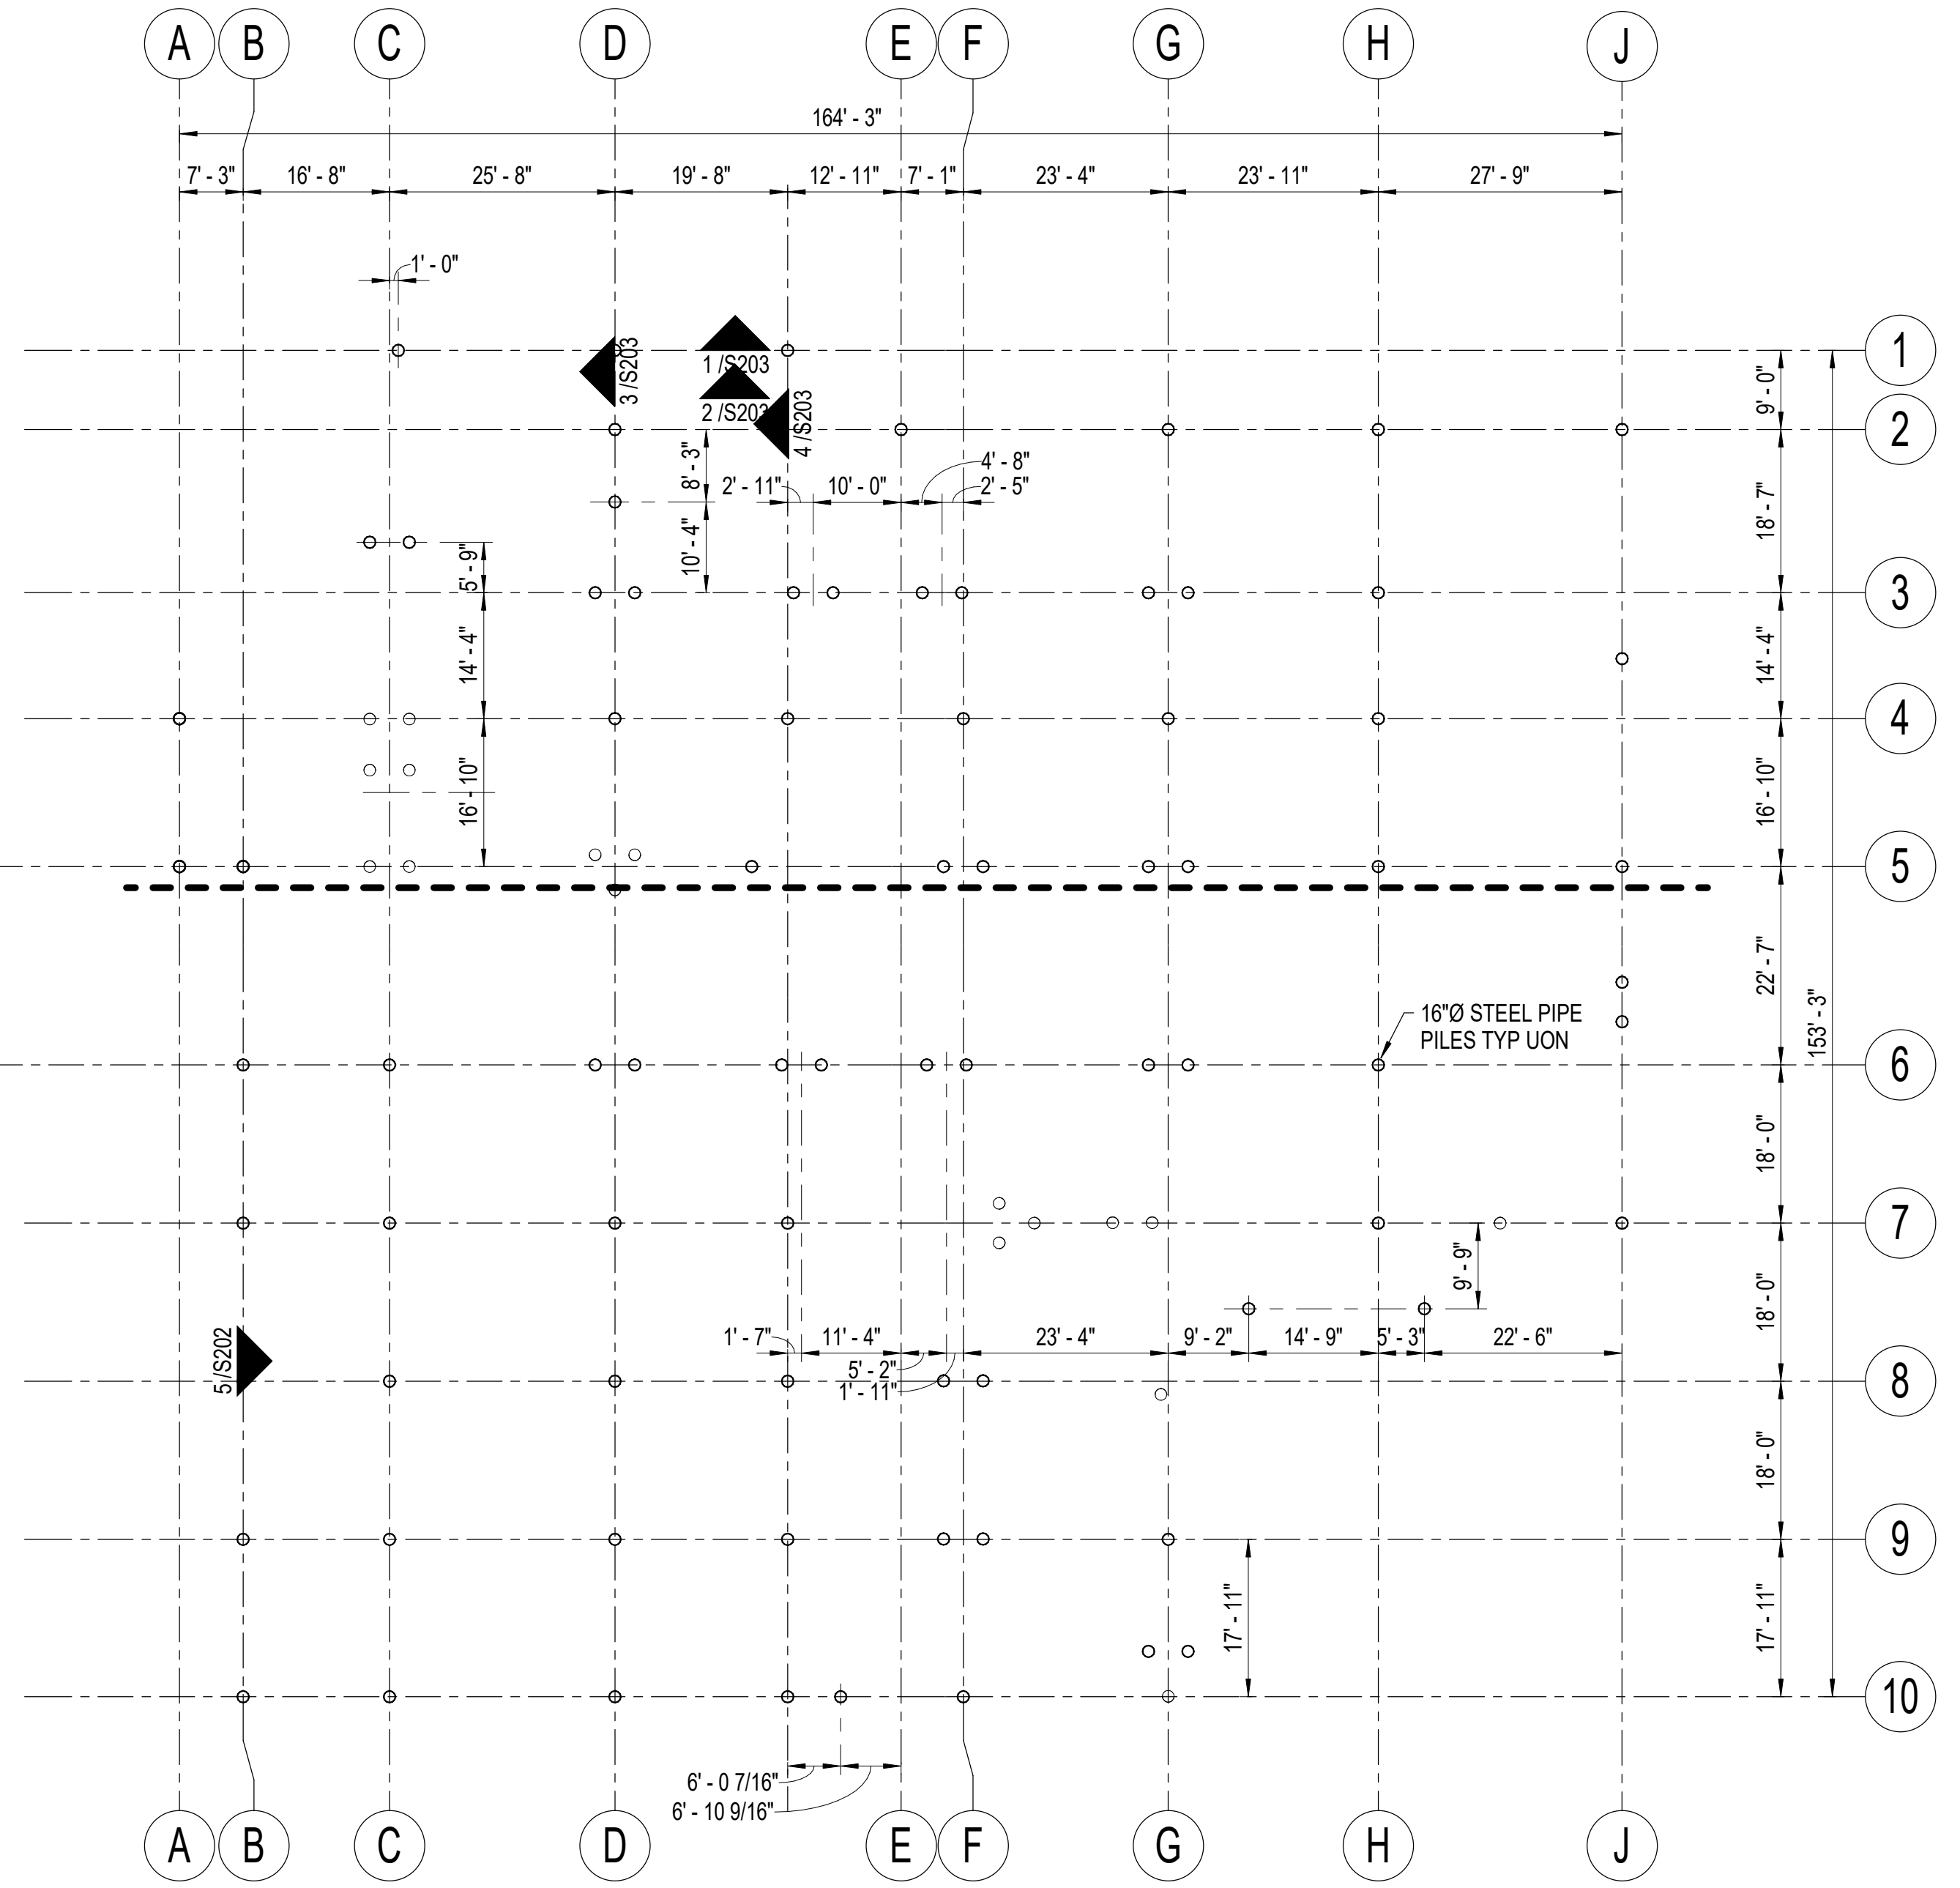 A B C D E F G H J
164' - 3"
7' - 3" 16' - 8" 25' - 8" 19' - 8" 12' - 11" 7' - 1" 23' - 4" 23' - 11" 27' - 9"
1' - 0"
1
3 /S203
1 /S203
9' - 0"
2 /S203
4 /S203
2
8' - 3"
4' - 8"
2' - 11" 10' - 0" 2' - 5"
18' - 7"
10' - 4"
5' - 9"
3
14' - 4"
14' - 4"
4
16' - 10"
16' - 10"
5
22' - 7"
153' - 3"
16"Ø STEEL PIPE
PILES TYP UON
6
18' - 0"
7
9' - 9"
18' - 0"
5 /S202
1' - 7" 11' - 4" 23' - 4" 9' - 2" 14' - 9" 5' - 3" 22' - 6"
5' - 2"
1' - 11"
8
18' - 0"
9
17' - 11"
17' - 11"
10
6' - 0 7/16"
6' - 10 9/16"
A B C D E F G H J